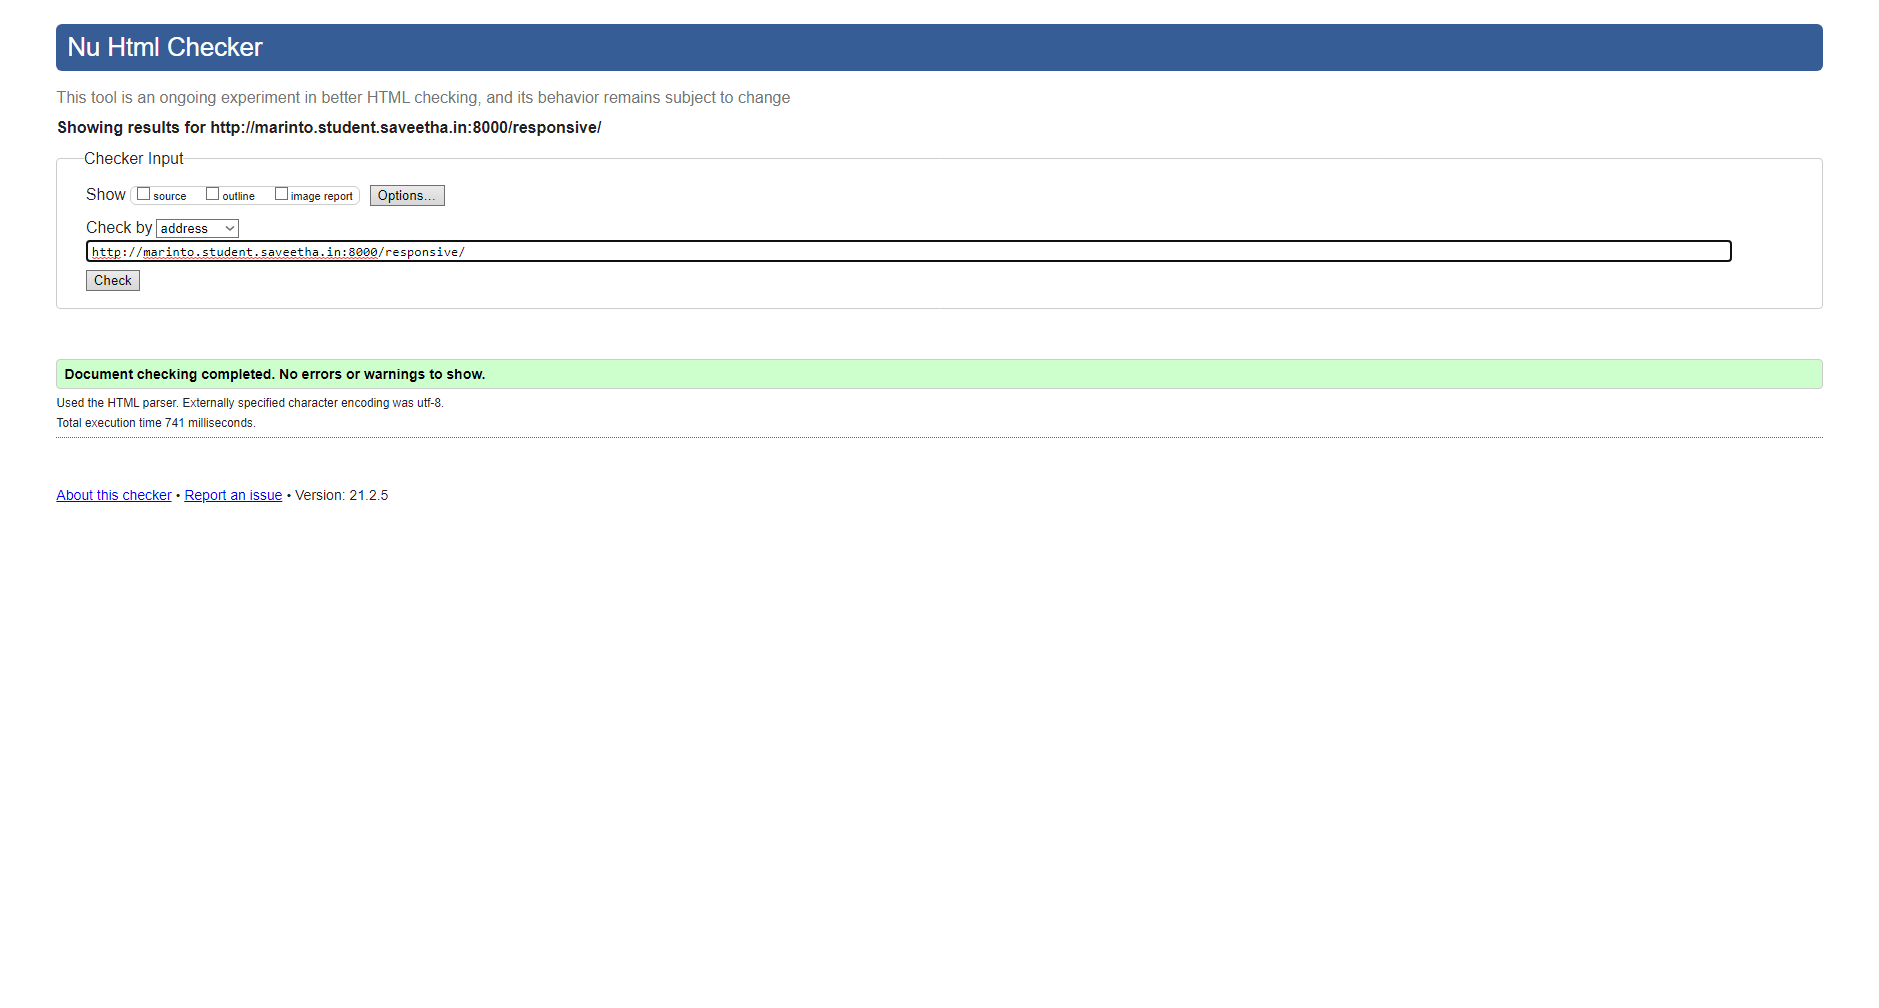 Nu Html Checker
This tool is an ongoing experiment in better HTML checking, and its behavior remains subject to change
Showing results for http://marinto.student.saveetha.in:8000/responsive/
Checker Input
Show source outline image report Options...
Check by address
http://marinto.student.saveetha.in:8000/responsive/
Check
Document checking completed. No errors or warnings to show.
Used the HTML parser. Externally specified character encoding was utf-8.
Total execution time 741 milliseconds.
About this checker • Report an issue • Version: 21.2.5